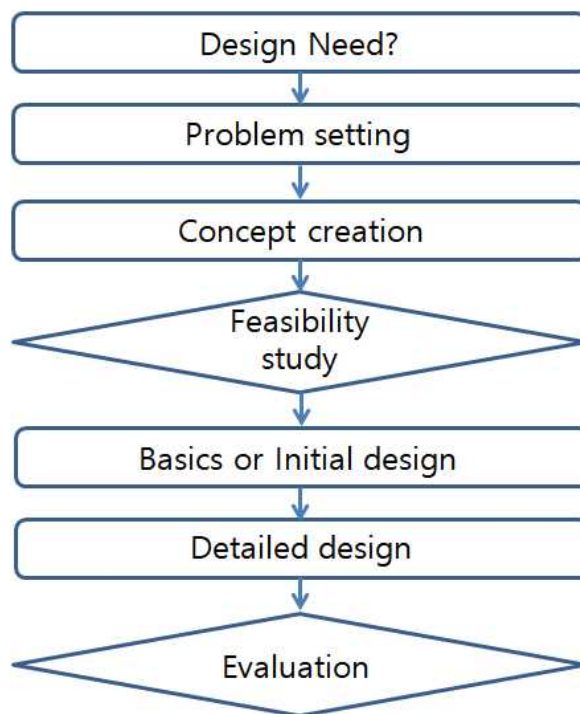 Design Need?
Problem setting
Concept creation
Feasibility
study
Basics or Initial design
Detailed design
Evaluation